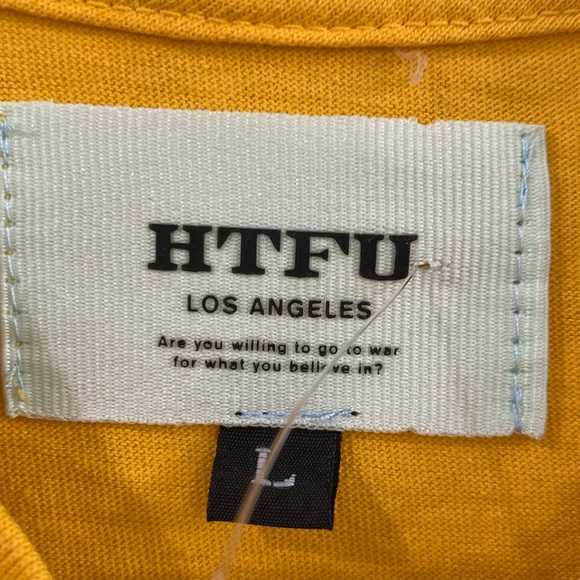 HTFU
LOS ANGELES
Are you willing to go to war
for what you believe in?
L